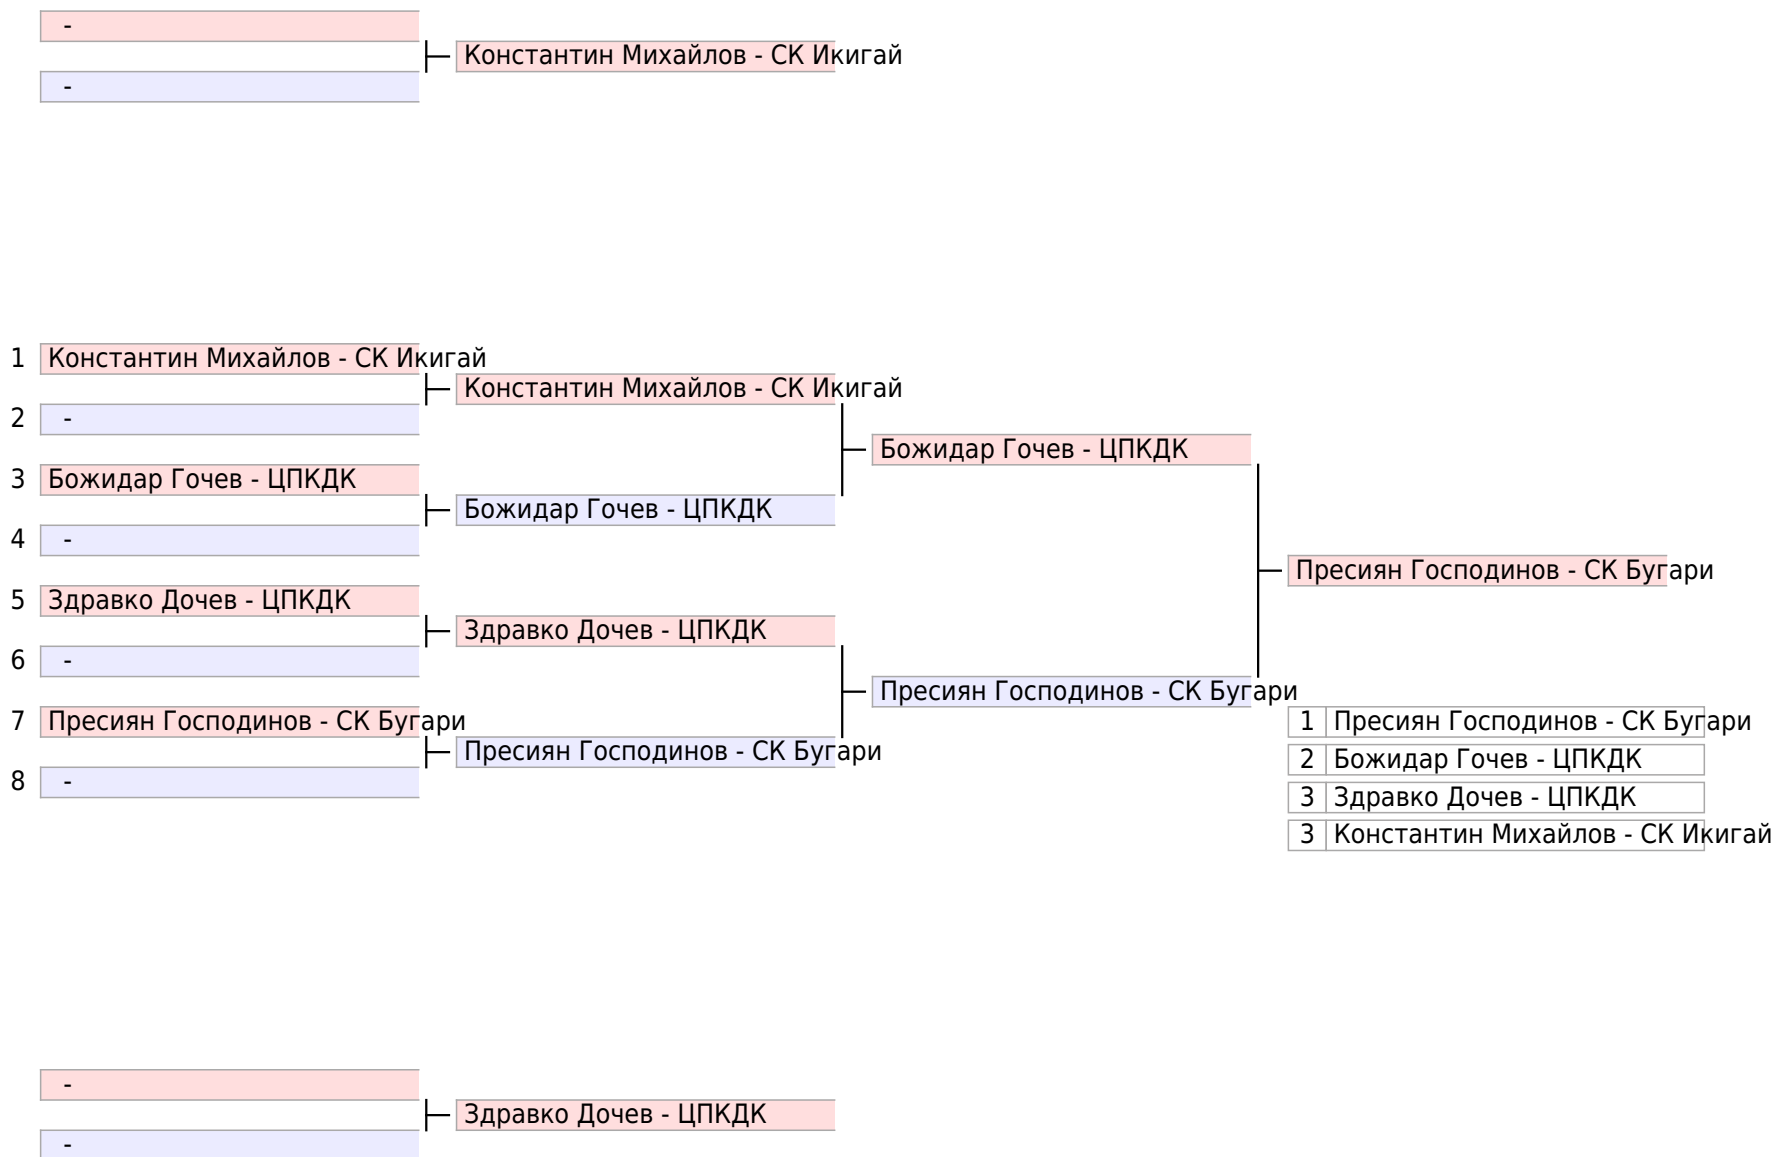 -
Константин Михайлов - СК Икигай
-
1 Константин Михайлов - СК Икигай
Константин Михайлов - СК Икигай
2 -
Божидар Гочев - ЦПКДК
3 Божидар Гочев - ЦПКДК
Божидар Гочев - ЦПКДК
4 -
Пресиян Господинов - СК Бугари
5 Здравко Дочев - ЦПКДК
Здравко Дочев - ЦПКДК
6 -
Пресиян Господинов - СК Бугари
7 Пресиян Господинов - СК Бугари
Пресиян Господинов - СК Бугари
8 -
1 Пресиян Господинов - СК Бугари
2 Божидар Гочев - ЦПКДК
3 Здравко Дочев - ЦПКДК
3 Константин Михайлов - СК Икигай
-
Здравко Дочев - ЦПКДК
-